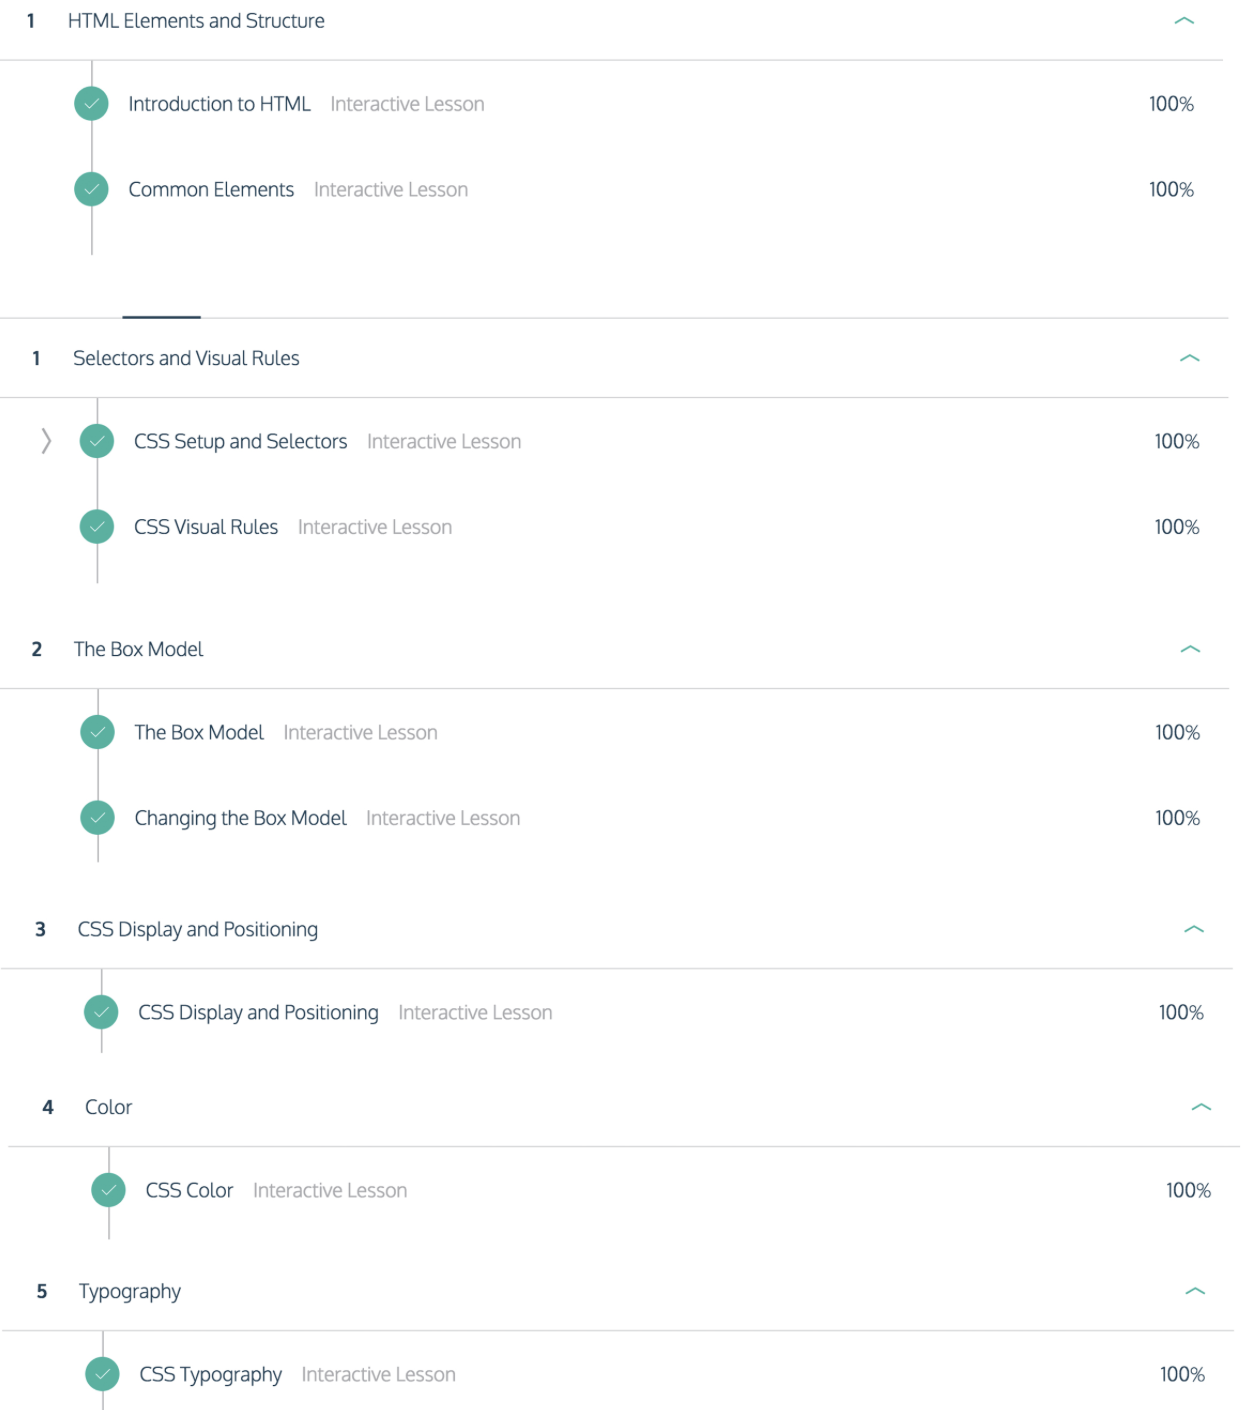 1 HTML Elements and Structure
Introduction to HTML Interactive Lesson 100%
Common Elements Interactive Lesson 100%
1 Selectors and Visual Rules
CSS Setup and Selectors Interactive Lesson 100%
CSS Visual Rules Interactive Lesson 100%
2 The Box Model
The Box Model Interactive Lesson 100%
Changing the Box Model Interactive Lesson 100%
3 CSS Display and Positioning
CSS Display and Positioning Interactive Lesson 100%
4 Color
CSS Color Interactive Lesson 100%
5 Typography
CSS Typography Interactive Lesson 100%